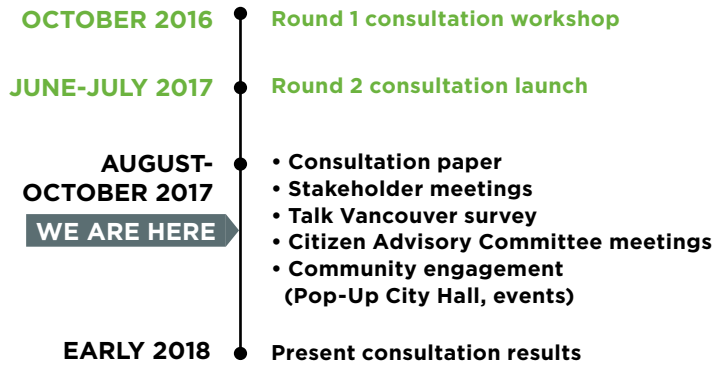 OCTOBER 2016
Round 1 consultation workshop
JUNE-JULY 2017
Round 2 consultation launch
AUGUST-
OCTOBER 2017
WE ARE HERE
• Consultation paper
• Stakeholder meetings
• Talk Vancouver survey
• Citizen Advisory Committee meetings
• Community engagement
(Pop-Up City Hall, events)
EARLY 2018
Present consultation results